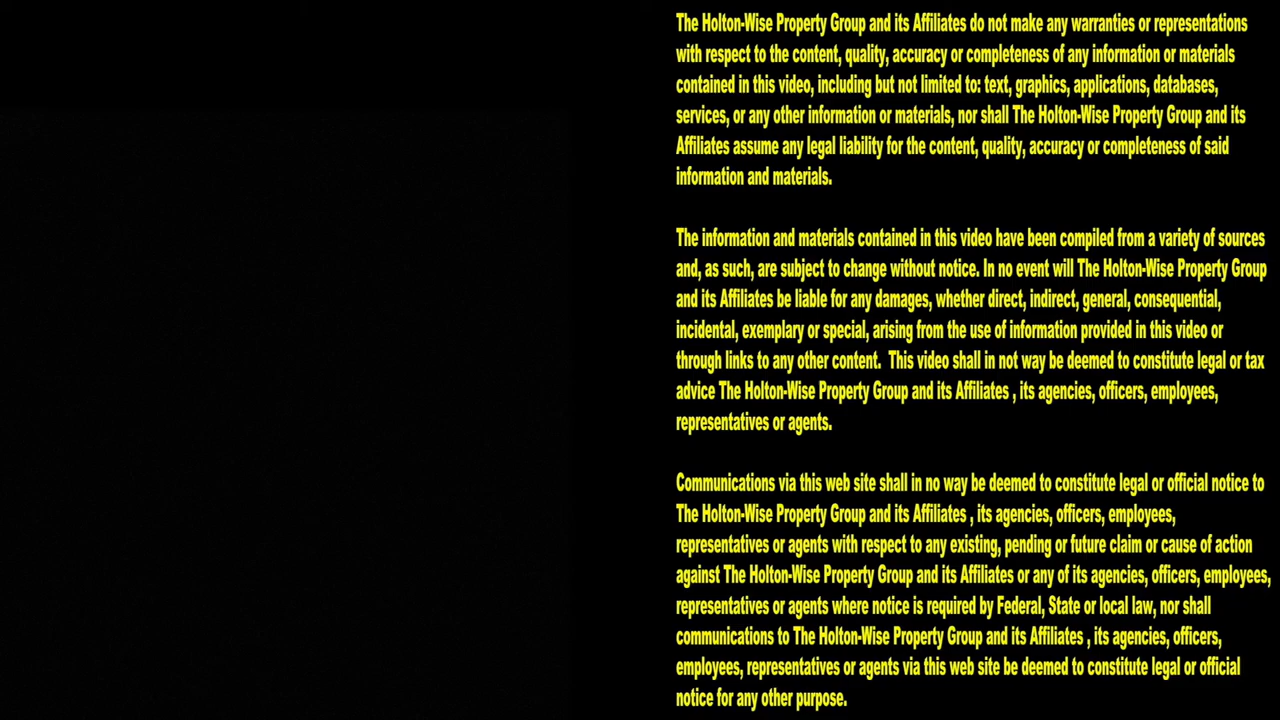 The Holton-Wise Property Group and its Affiliates do not make any warranties or representations
with respect to the content, quality, accuracy or completeness of any information or materials
contained in this video, including but not limited to: text, graphics, applications, databases,
services, or any other information or materials, nor shall The Holton-Wise Property Group and its
Affiliates assume any legal liability for the content, quality, accuracy or completeness of said
information and materials.
The information and materials contained in this video have been compiled from a variety of sources
and, as such, are subject to change without notice. In no event will The Holton-Wise Property Group
and its Affiliates be liable for any damages, whether direct, indirect, general, consequential,
incidental, exemplary or special, arising from the use of information provided in this video or
through links to any other content.  This video shall in not way be deemed to constitute legal or tax
advice The Holton-Wise Property Group and its Affiliates , its agencies, officers, employees,
representatives or agents.
Communications via this web site shall in no way be deemed to constitute legal or official notice to
The Holton-Wise Property Group and its Affiliates , its agencies, officers, employees,
representatives or agents with respect to any existing, pending or future claim or cause of action
against The Holton-Wise Property Group and its Affiliates or any of its agencies, officers, employees,
representatives or agents where notice is required by Federal, State or local law, nor shall
communications to The Holton-Wise Property Group and its Affiliates , its agencies, officers,
employees, representatives or agents via this web site be deemed to constitute legal or official
notice for any other purpose.